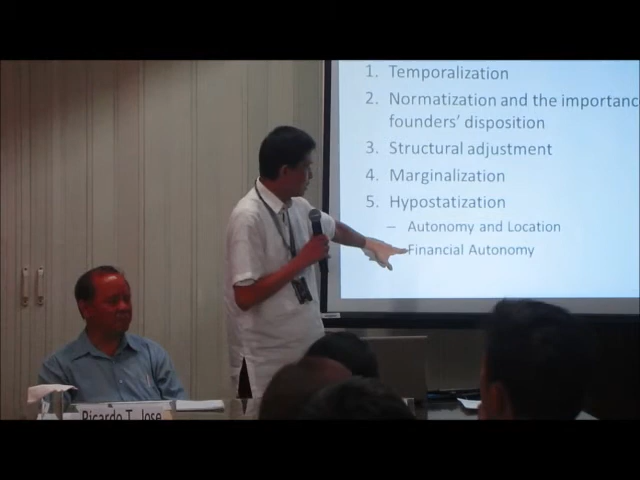 1. Temporalization
2. Normatization and the importance
founders' disposition
3. Structural adjustment
4. Marginalization
5. Hypostatization
– Autonomy and Location
Financial Autonomy
Ricardo T. Jose